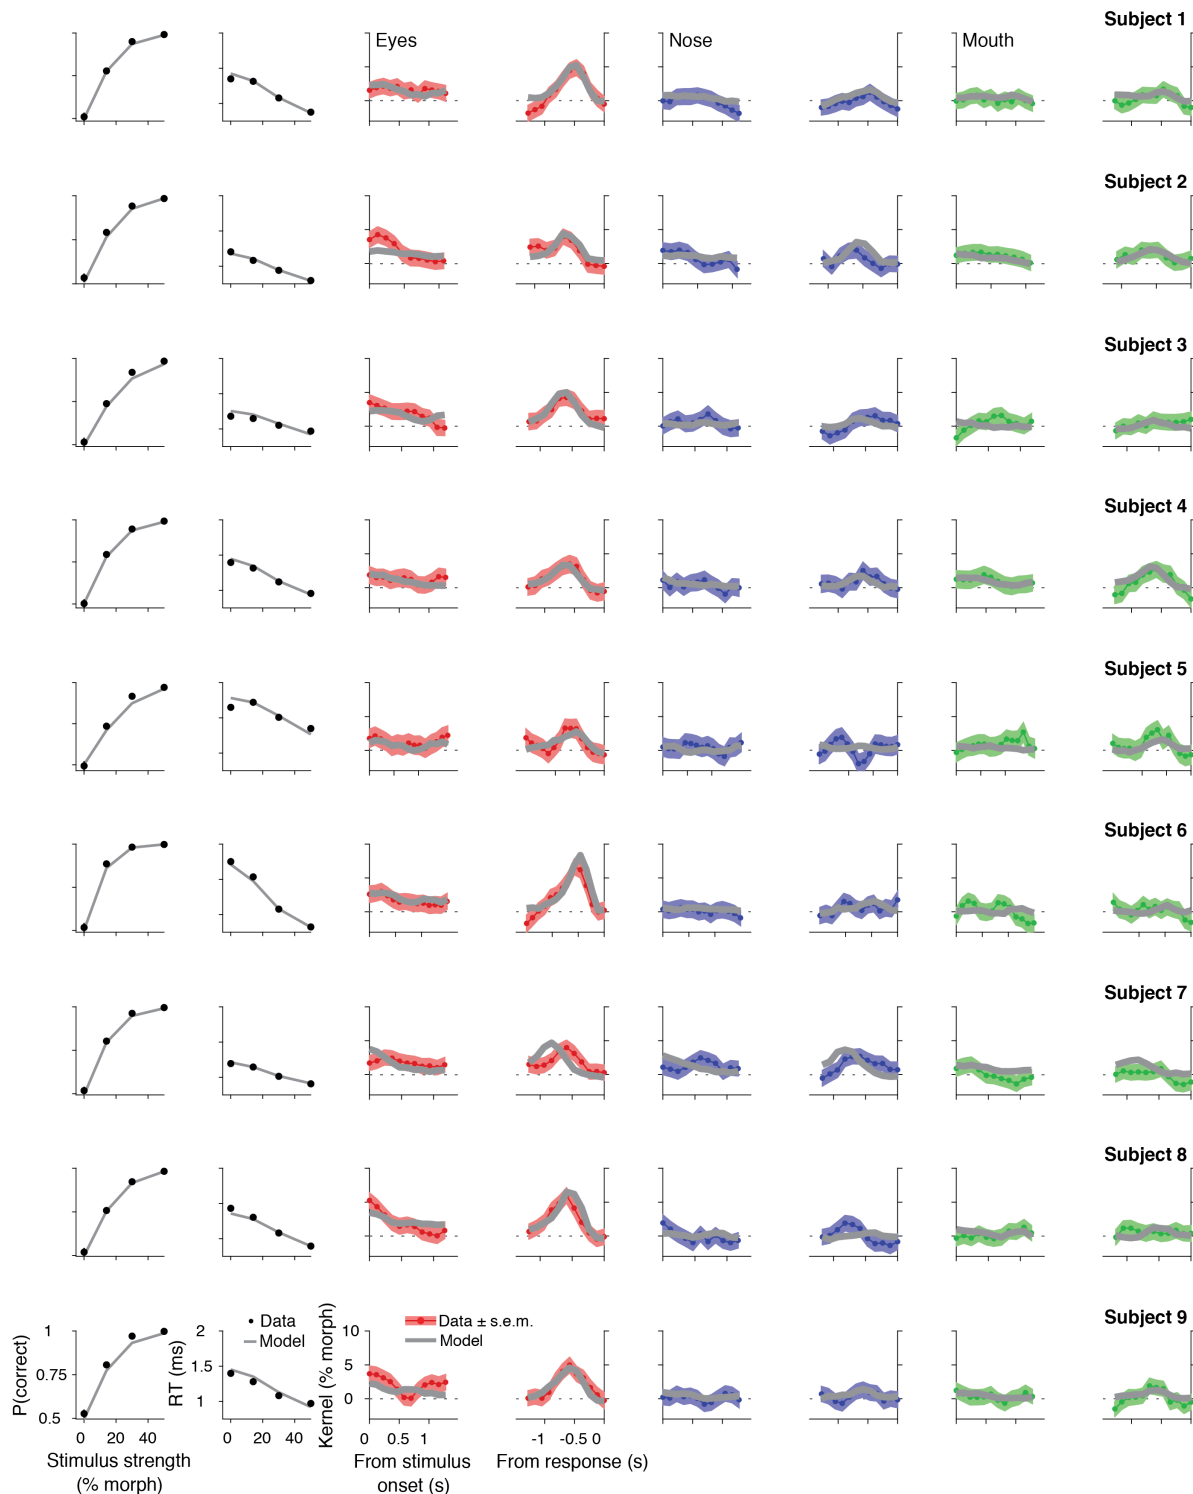 Subject 1
Eyes
Nose
Mouth
Subject 2
Subject 3
Subject 4
Subject 5
Subject 6
Subject 7
Subject 8
Subject 9
P(correct)
1
0.75
0.5
0 20 40
Stimulus strength
(% morph)
RT (ms)
2
1.5
1
Data
Model
0 20 40
Kernel (% morph)
10
5
0
Data ± s.e.m.
Model
0 0.5 1
From stimulus
onset (s)
-1 -0.5 0
From response (s)